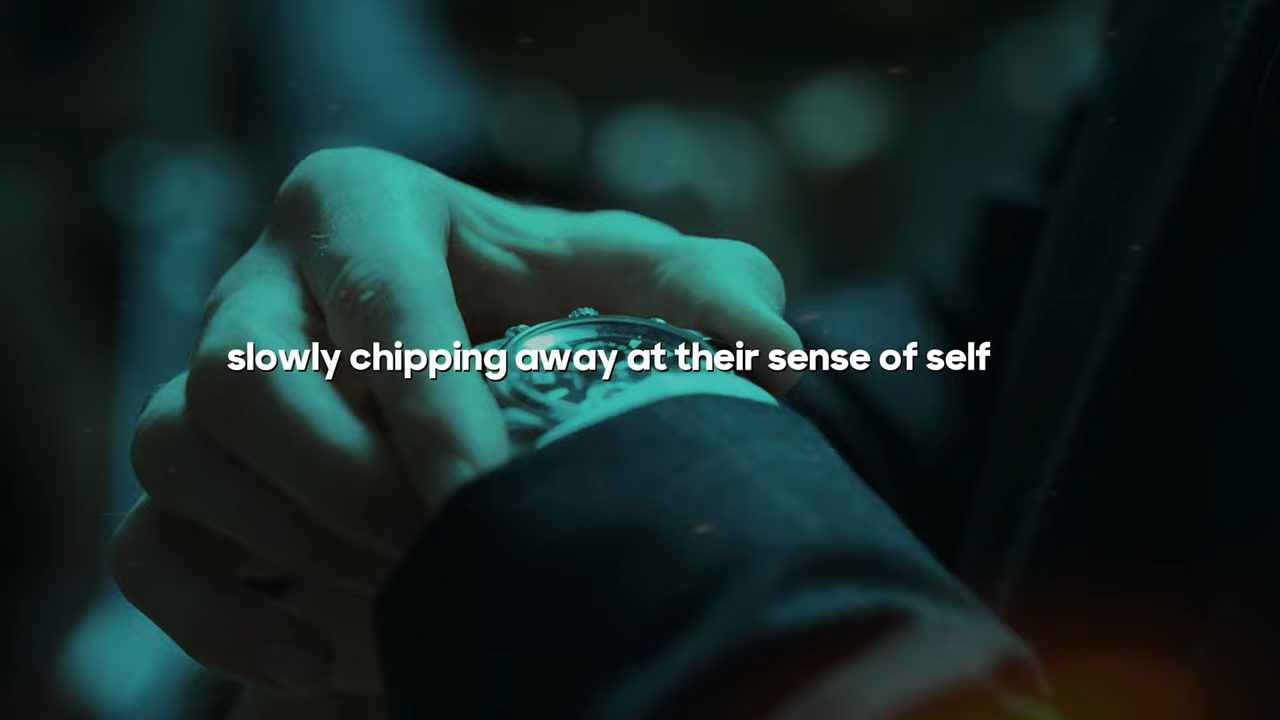 slowly chipping away at their sense of self